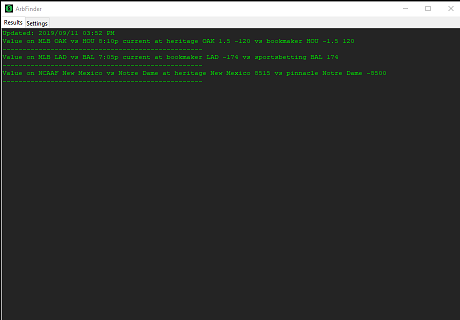 ArbFinder
Results Settings
Updated: 2019/09/11 03:52 PM
Value on MLB OAK vs HOU 8:10p current at heritage OAK 1.5 -120 vs bookmaker HOU -1.5 120
Value on MLB LAD vs BAL 7:05p current at bookmaker LAD -174 vs sportsbetting BAL 174
Value on NCAAF New Mexico vs Notre Dame at heritage New Mexico 8515 vs pinnacle Notre Dame -8500